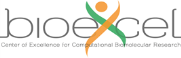 bioexcel
Center of Excellence for Computational Biomolecular Research